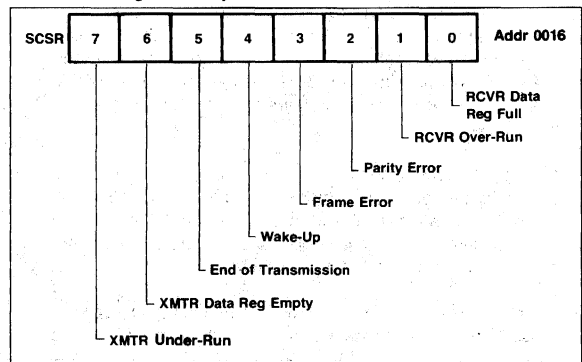 SCSR 7 6 5 4 3 2 1 0 Addr 0016
RCVR Data
Reg Full
RCVR Over-Run
Parity Error
Frame Error
Wake-Up
End of Transmission
XMTR Data Reg Empty
XMTR Under-Run